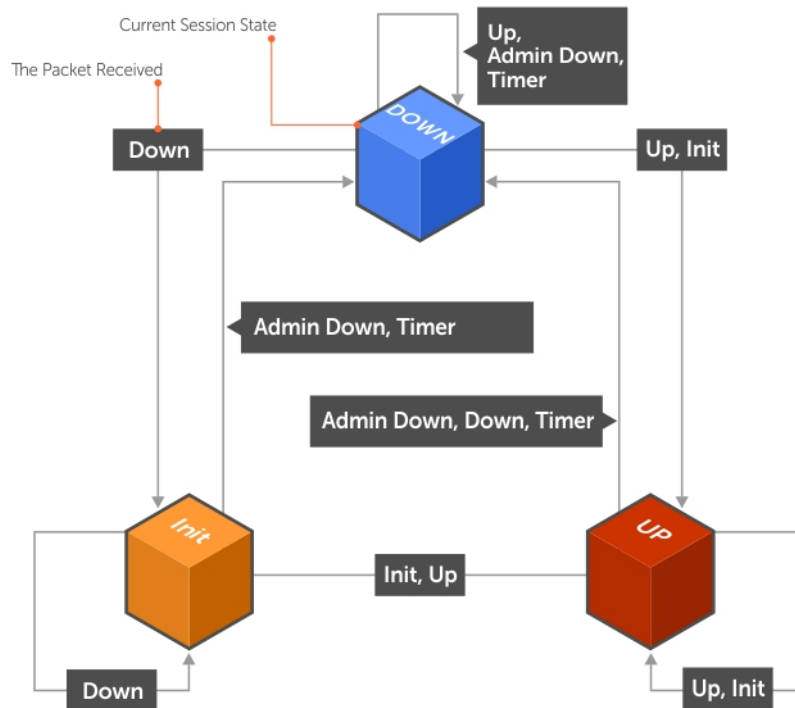 Current Session State
The Packet Received
Up,
Admin Down,
Timer
DOWN
Down
Up, Init
Admin Down, Timer
Admin Down, Down, Timer
Init
UP
Init, Up
Down
Up, Init